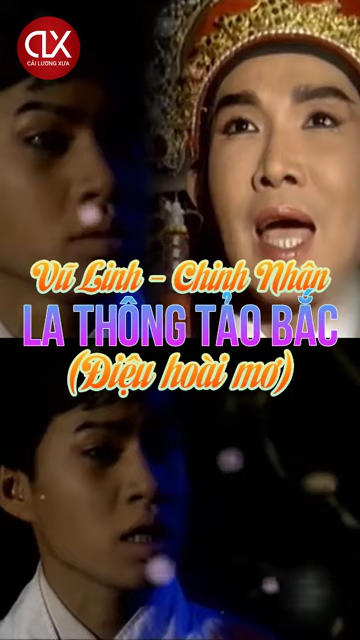 CLX
CẢI LƯƠNG XƯA
Vũ Linh - Chinh Nhân
LA THÔNG TẢO BẮC
(Điệu hoài mơ)